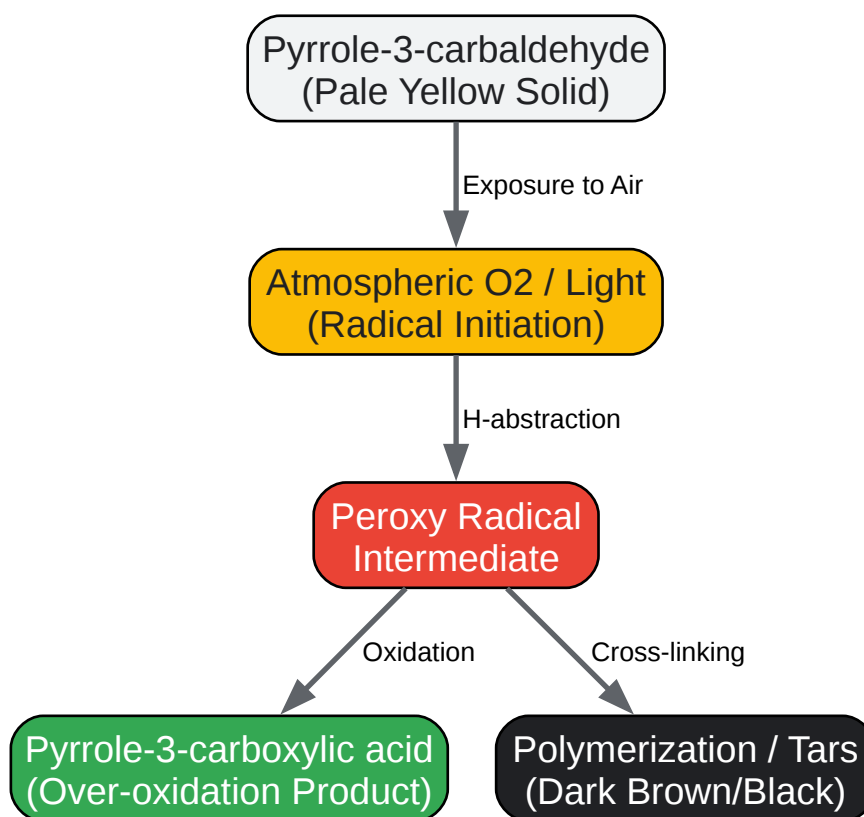 Pyrrole-3-carbaldehyde
(Pale Yellow Solid)
Exposure to Air
Atmospheric O2 / Light
(Radical Initiation)
H-abstraction
Peroxy Radical
Intermediate
Oxidation
Cross-linking
Pyrrole-3-carboxylic acid
(Over-oxidation Product)
Polymerization / Tars
(Dark Brown/Black)